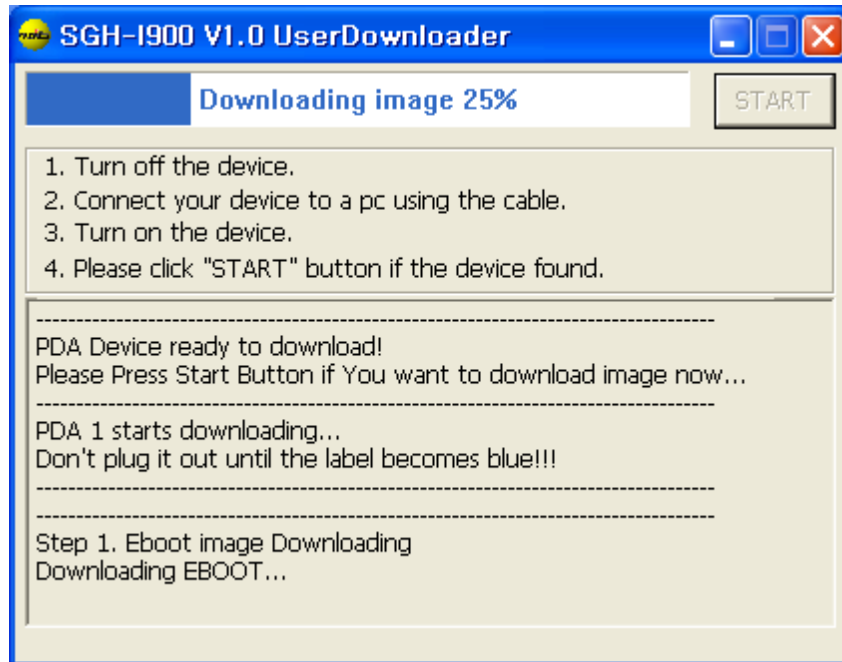 SGH-I900 V1.0 UserDownloader
Downloading image 25%
START
1. Turn off the device.
2. Connect your device to a pc using the cable.
3. Turn on the device.
4. Please click "START" button if the device found.
--------------------------------------------------------------------------------------
PDA Device ready to download!
Please Press Start Button if You want to download image now...
--------------------------------------------------------------------------------------
PDA 1 starts downloading...
Don't plug it out until the label becomes blue!!!
--------------------------------------------------------------------------------------
--------------------------------------------------------------------------------------
Step 1. Eboot image Downloading
Downloading EBOOT...